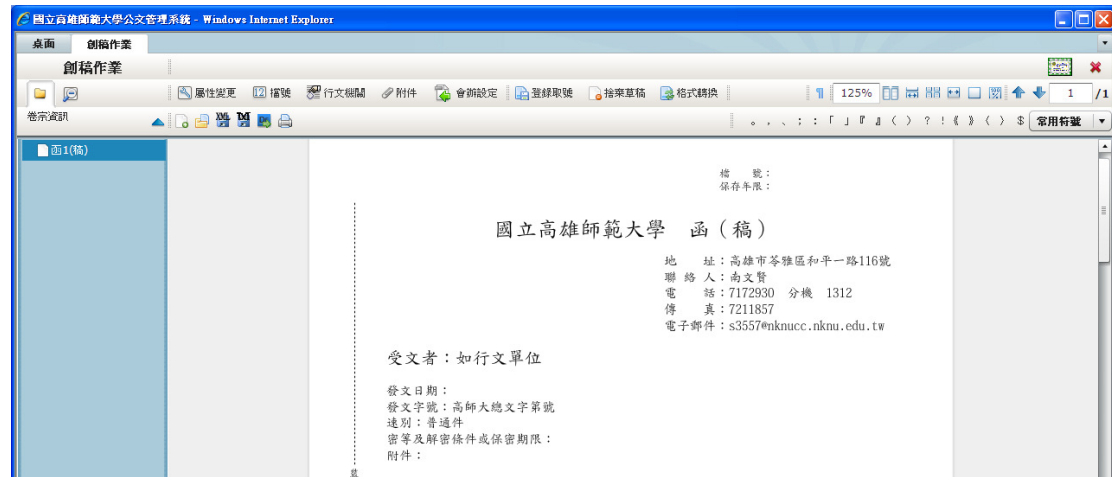 國立高雄師範大學公文管理系統 - Windows Internet Explorer
桌面 創稿作業
創稿作業
屬性變更 12 檔號 行文機關 附件 會辦設定 登錄取號 捨棄草稿 格式轉換 125% 1 /1
卷宗資訊 。，、；：「」『』（）？！《》〈〉$ 常用符號
函1(稿)
檔 號：
保存年限：
國立高雄師範大學 函（稿）
地 址：高雄市苓雅區和平一路116號
聯 絡 人：南文賢
電 話：7172930 分機 1312
傳 真：7211857
電子郵件：s3557@nknucc.nknu.edu.tw
受文者：如行文單位
發文日期：
發文字號：高師大總文字第號
速別：普通件
密等及解密條件或保密期限：
附件：
裝